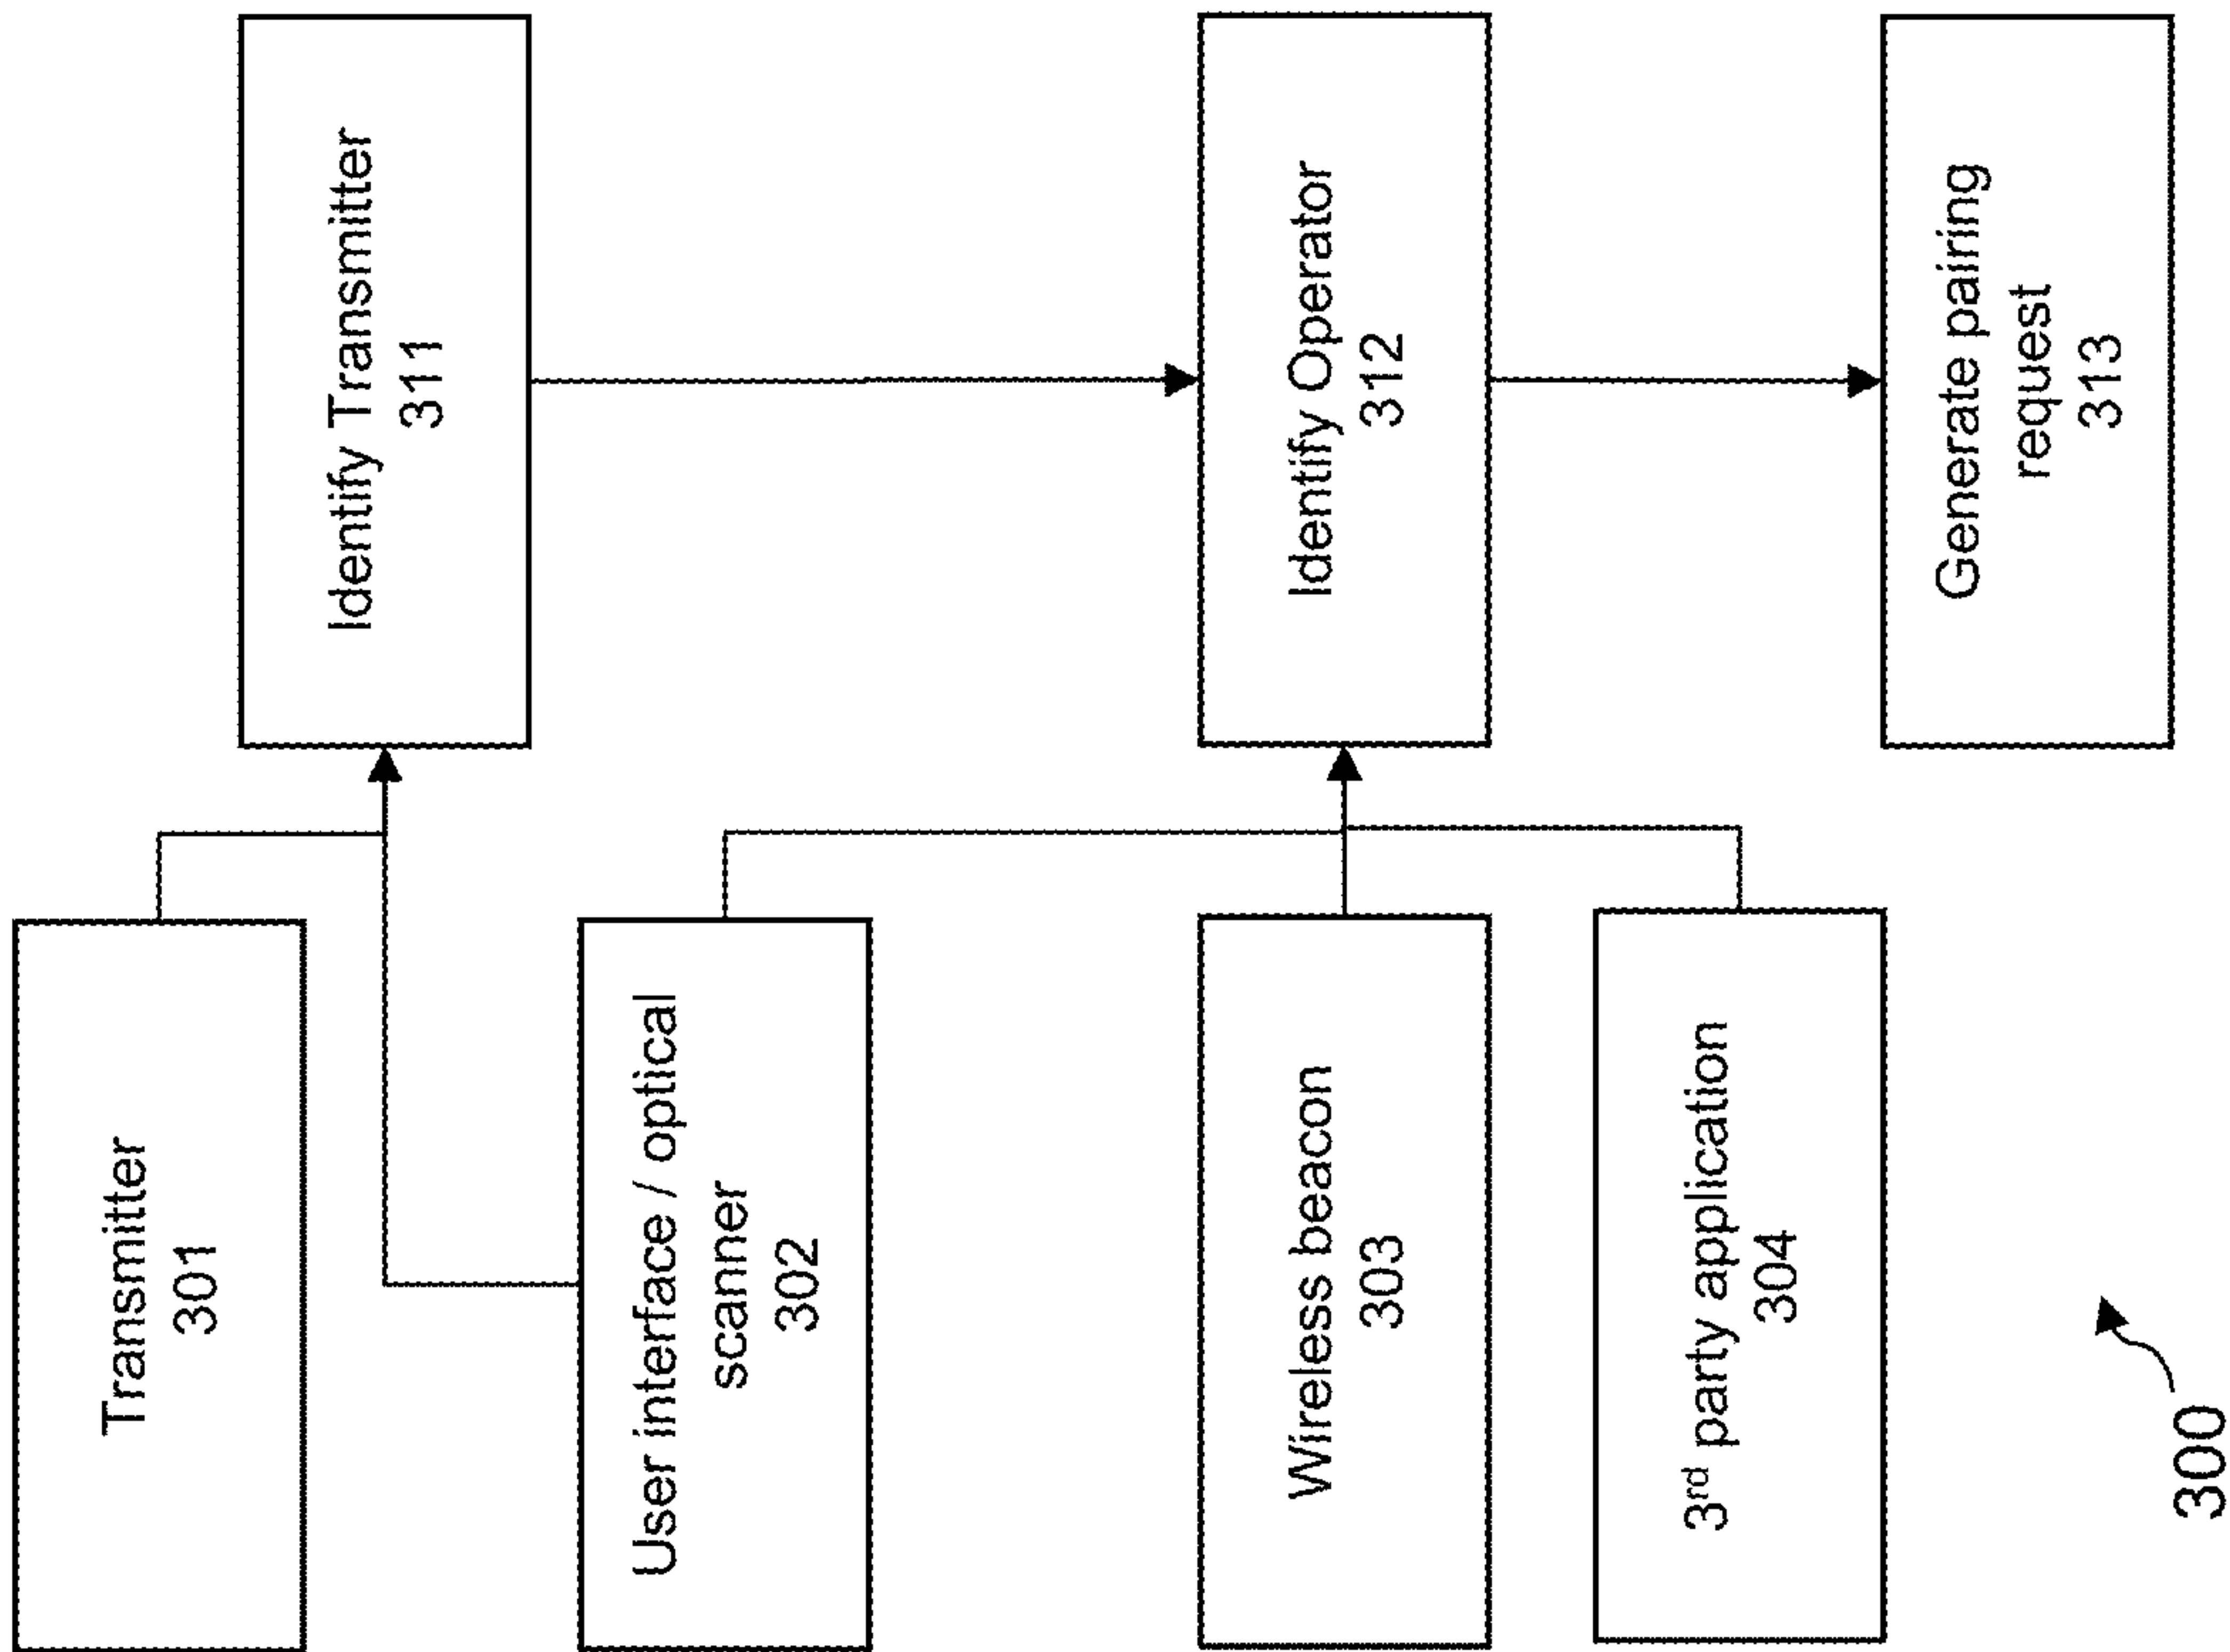 Transmitter
301
User interface / optical
scanner
302
Wireless beacon
303
3rd party application
304
Identify Transmitter
311
Identify Operator
312
Generate pairing
request
313
300